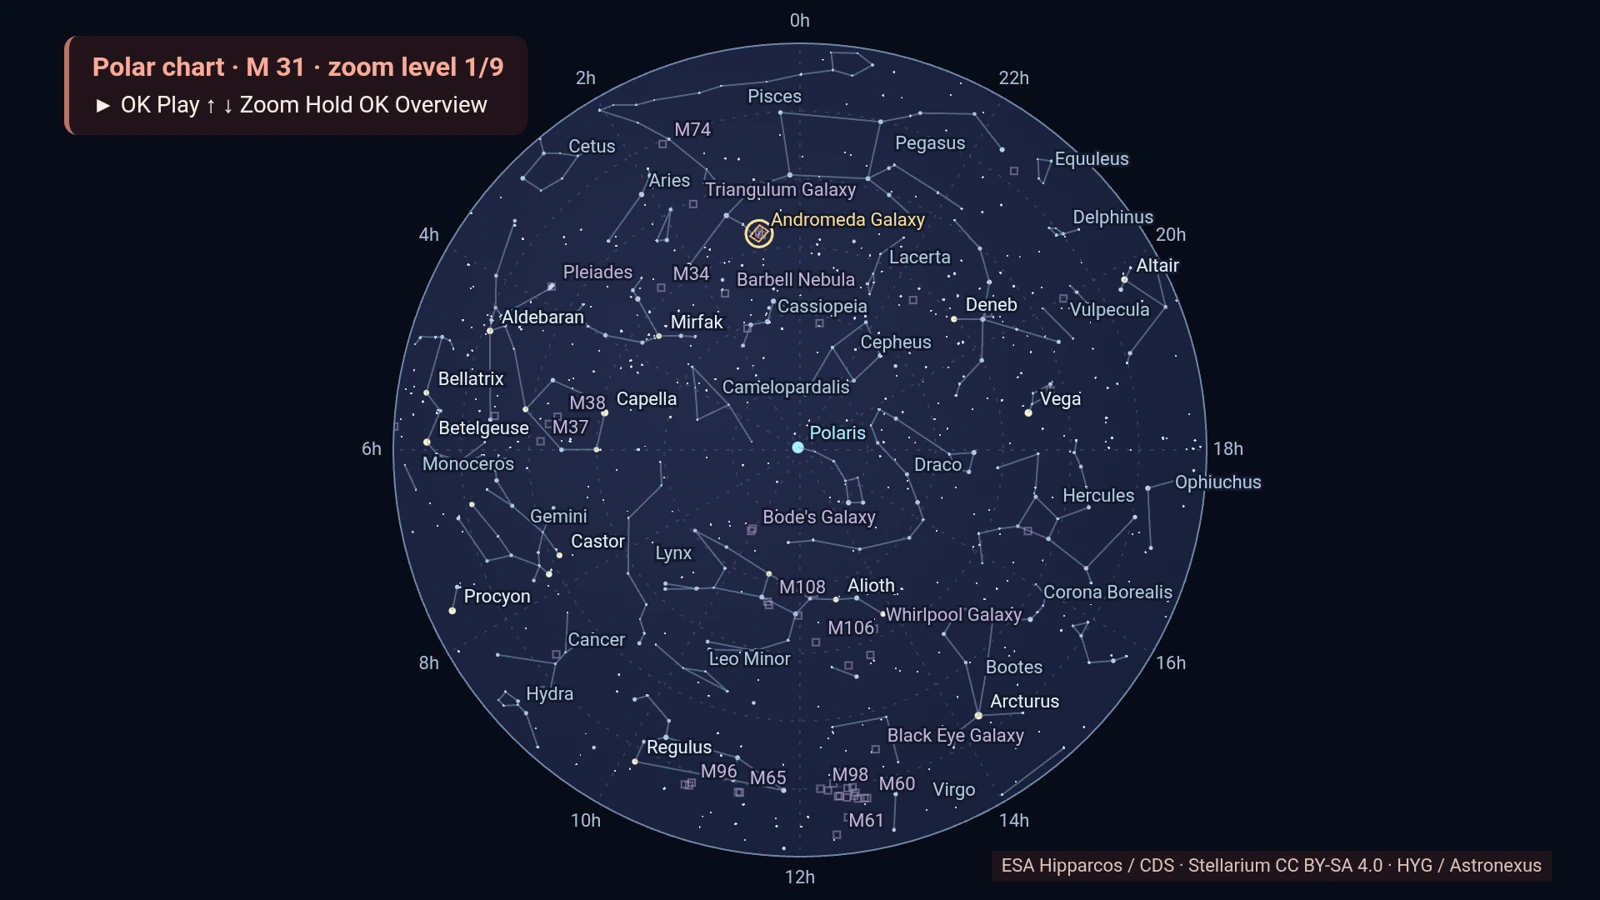 0h
Polar chart · M 31 · zoom level 1/9
► OK Play ↑ ↓ Zoom Hold OK Overview
2h
22h
Pisces
M74
Cetus
Pegasus
Equuleus
Aries
Triangulum Galaxy
Andromeda Galaxy
Delphinus
4h
20h
Lacerta
Altair
Pleiades
M34
Barbell Nebula
Cassiopeia
Deneb
Vulpecula
Aldebaran
Mirfak
Cepheus
Bellatrix
Camelopardalis
M38
Capella
Vega
Betelgeuse
M37
Polaris
6h
18h
Monoceros
Draco
Ophiuchus
Hercules
Gemini
Bode's Galaxy
Castor
Lynx
M108
Alioth
Corona Borealis
Procyon
Whirlpool Galaxy
M106
Cancer
8h
Leo Minor
Bootes
16h
Hydra
Arcturus
Black Eye Galaxy
Regulus
M96
M65
M98
M60
Virgo
10h
M61
14h
12h
ESA Hipparcos / CDS · Stellarium CC BY-SA 4.0 · HYG / Astronexus